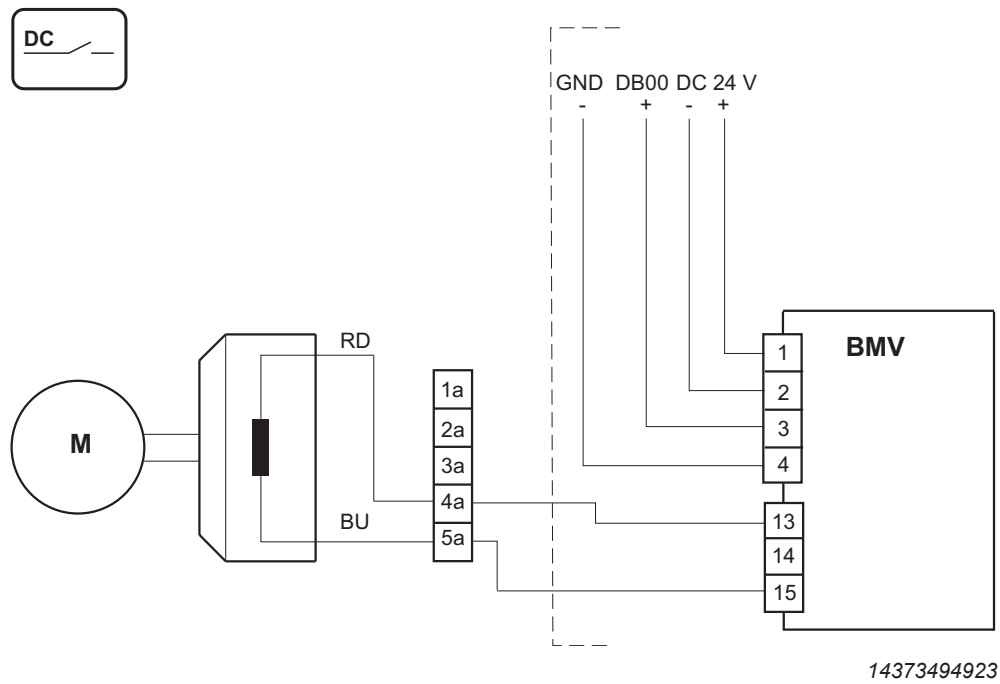 DC
GND DB00 DC 24 V
- + - +
BMV
1
2
3
4
RD
1a
2a
3a
4a
5a
M
BU
13
14
15
14373494923